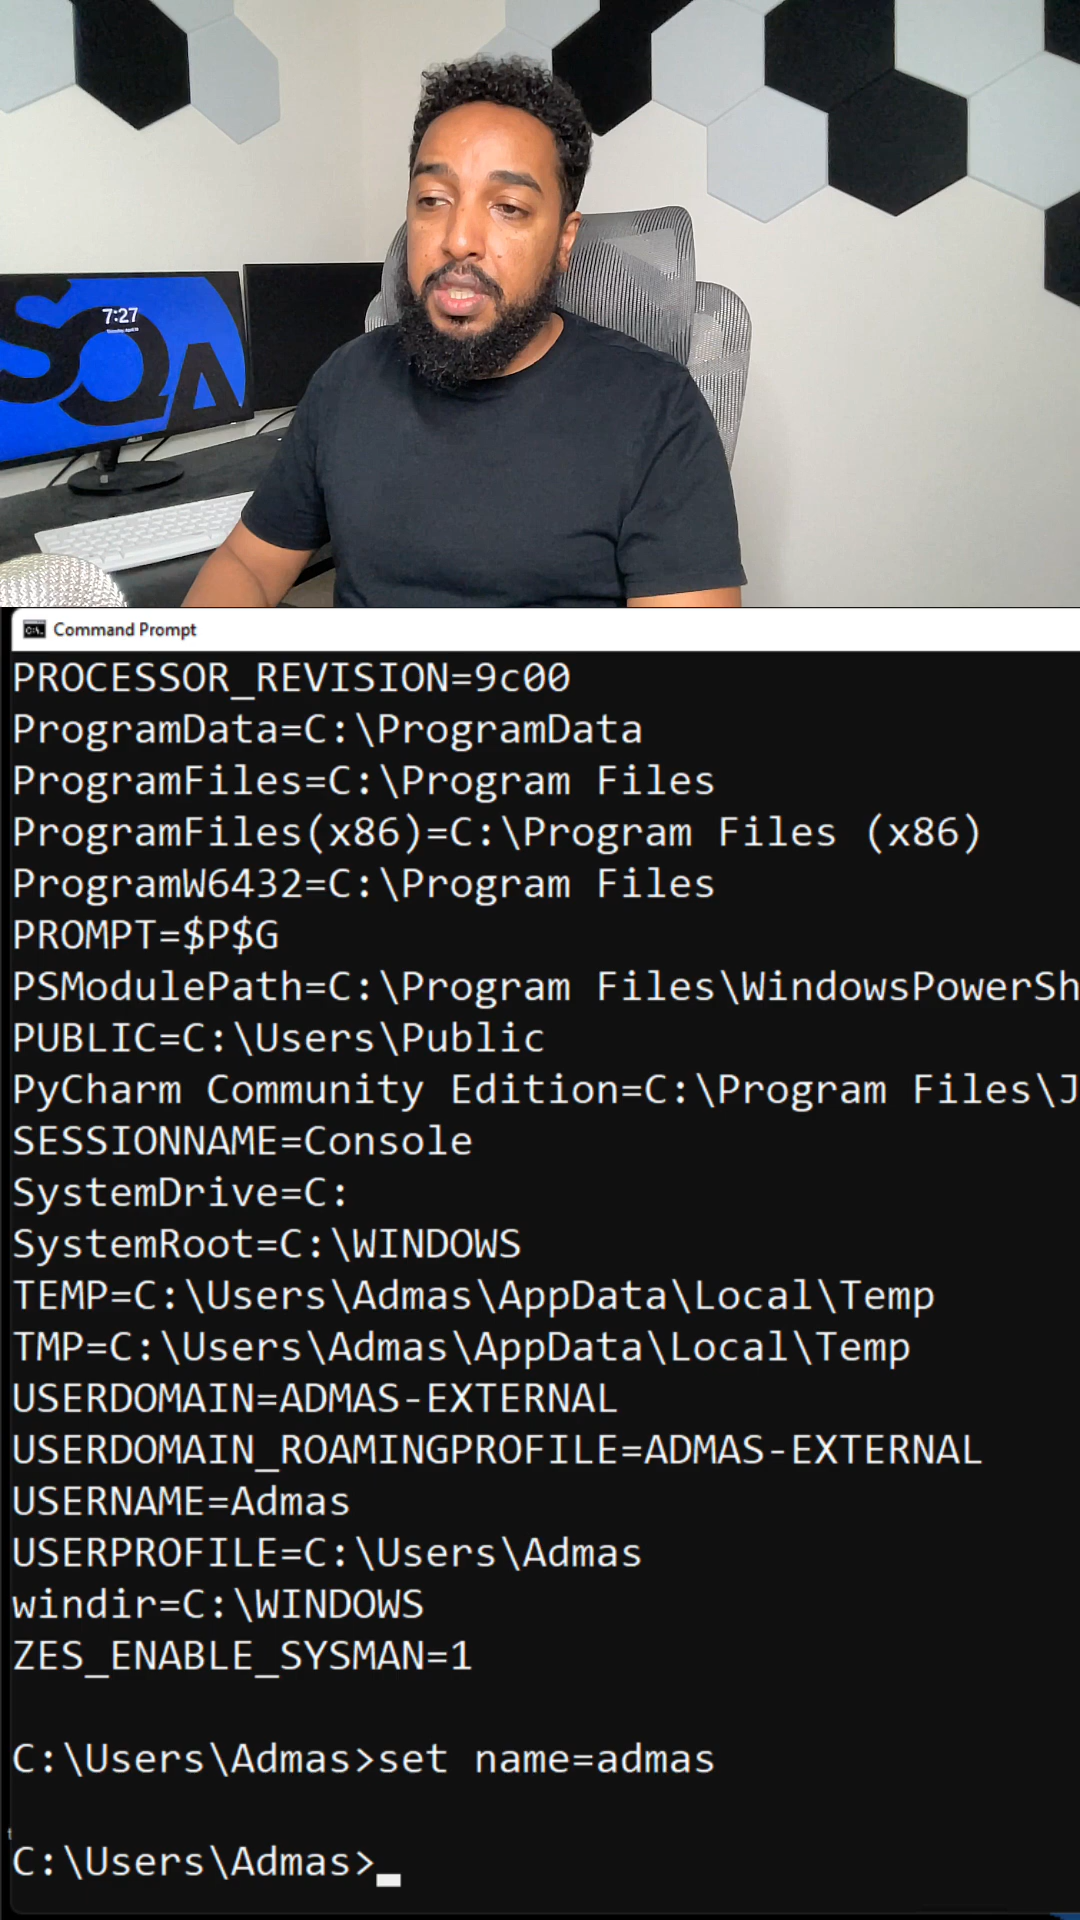 SQA
7:27
Command Prompt
PROCESSOR_REVISION=9c00
ProgramData=C:\ProgramData
ProgramFiles=C:\Program Files
ProgramFiles(x86)=C:\Program Files (x86)
ProgramW6432=C:\Program Files
PROMPT=$P$G
PSModulePath=C:\Program Files\WindowsPowerSh
PUBLIC=C:\Users\Public
PyCharm Community Edition=C:\Program Files\J
SESSIONNAME=Console
SystemDrive=C:
SystemRoot=C:\WINDOWS
TEMP=C:\Users\Admas\AppData\Local\Temp
TMP=C:\Users\Admas\AppData\Local\Temp
USERDOMAIN=ADMAS-EXTERNAL
USERDOMAIN_ROAMINGPROFILE=ADMAS-EXTERNAL
USERNAME=Admas
USERPROFILE=C:\Users\Admas
windir=C:\WINDOWS
ZES_ENABLE_SYSMAN=1
C:\Users\Admas>set name=admas
C:\Users\Admas>